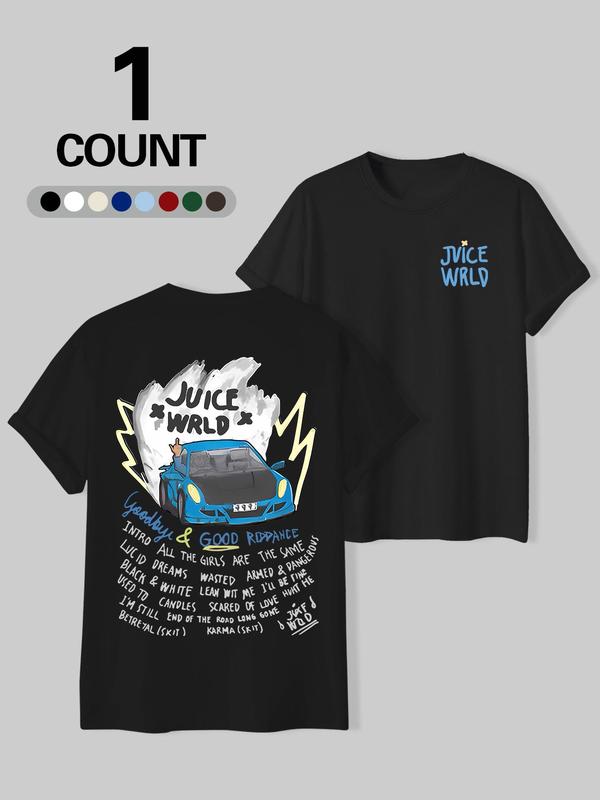 1
COUNT
JUICE
WRLD
JUICE
WRLD
999
Goodbye & GOOD RIDDANCE
INTRO ALL THE GIRLS ARE THE SAME
LUCID DREAMS WASTED ARMED & DANGEROUS
BLACK & WHITE LEAN WIT ME I'LL BE FINE
USED TO CANDLES SCARED OF LOVE HURT ME
I'M STILL END OF THE ROAD LONG GONE
BETRETAL (SKIT) KARMA (SKIT)